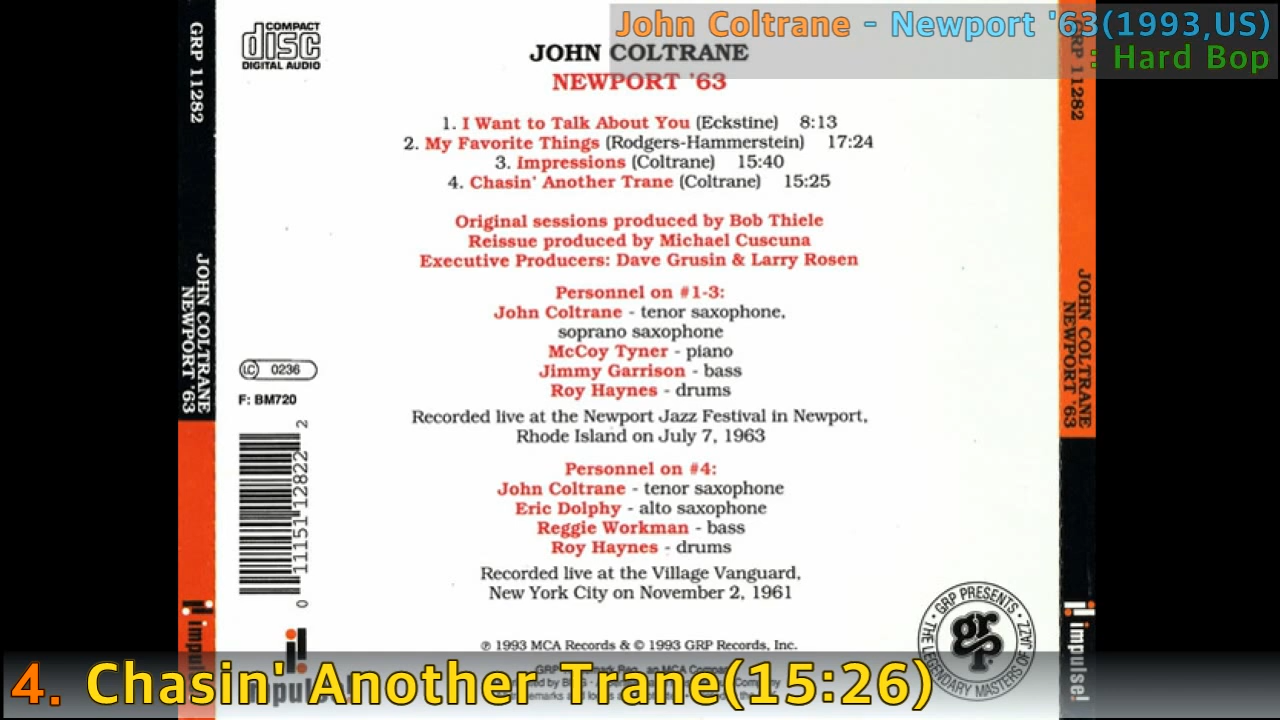 John Coltrane - Newport '63(1993,US)
: Hard Bop
COMPACT
disc
DIGITAL AUDIO
GRP 11282
JOHN COLTRANE
NEWPORT '63
impulse!
JOHN COLTRANE
NEWPORT '63
1. I Want to Talk About You (Eckstine) 8:13
2. My Favorite Things (Rodgers-Hammerstein) 17:24
3. Impressions (Coltrane) 15:40
4. Chasin' Another Trane (Coltrane) 15:25
Original sessions produced by Bob Thiele
Reissue produced by Michael Cuscuna
Executive Producers: Dave Grusin & Larry Rosen
Personnel on #1-3:
John Coltrane - tenor saxophone,
soprano saxophone
McCoy Tyner - piano
Jimmy Garrison - bass
Roy Haynes - drums
Recorded live at the Newport Jazz Festival in Newport,
Rhode Island on July 7, 1963
Personnel on #4:
John Coltrane - tenor saxophone
Eric Dolphy - alto saxophone
Reggie Workman - bass
Roy Haynes - drums
Recorded live at the Village Vanguard,
New York City on November 2, 1961
LC 0236
F: BM720
0 11151 12822 2
℗ 1993 MCA Records & © 1993 GRP Records, Inc.
GRP PRESENTS
THE LEGENDARY MASTERS OF JAZZ
grp
GRP 11282
JOHN COLTRANE
NEWPORT '63
impulse!
4. Chasin' Another Trane(15:26)